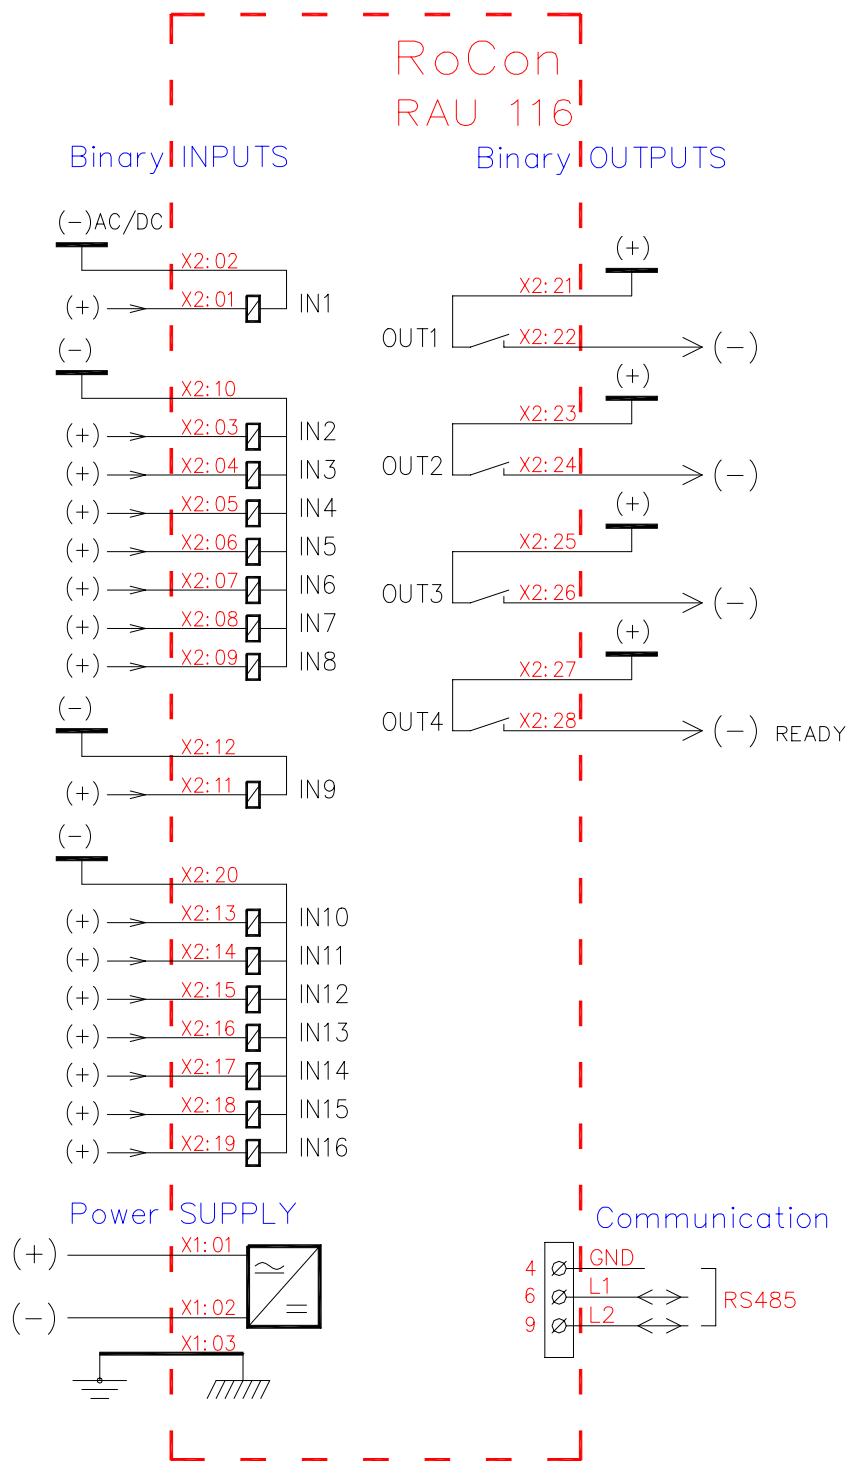 RoCon
RAU 116
Binary INPUTS
(-)AC/DC
X2:02
(+) X2:01 IN1
(-)
X2:10
(+) X2:03 IN2
(+) X2:04 IN3
(+) X2:05 IN4
(+) X2:06 IN5
(+) X2:07 IN6
(+) X2:08 IN7
(+) X2:09 IN8
(-)
X2:12
(+) X2:11 IN9
(-)
X2:20
(+) X2:13 IN10
(+) X2:14 IN11
(+) X2:15 IN12
(+) X2:16 IN13
(+) X2:17 IN14
(+) X2:18 IN15
(+) X2:19 IN16
Binary OUTPUTS
(+)
X2:21
OUT1 X2:22 (-)
(+)
X2:23
OUT2 X2:24 (-)
(+)
X2:25
OUT3 X2:26 (-)
(+)
X2:27
OUT4 X2:28 (-) READY
Power SUPPLY
(+) X1:01
(-) X1:02
X1:03
Communication
4 GND
6 L1
9 L2
RS485